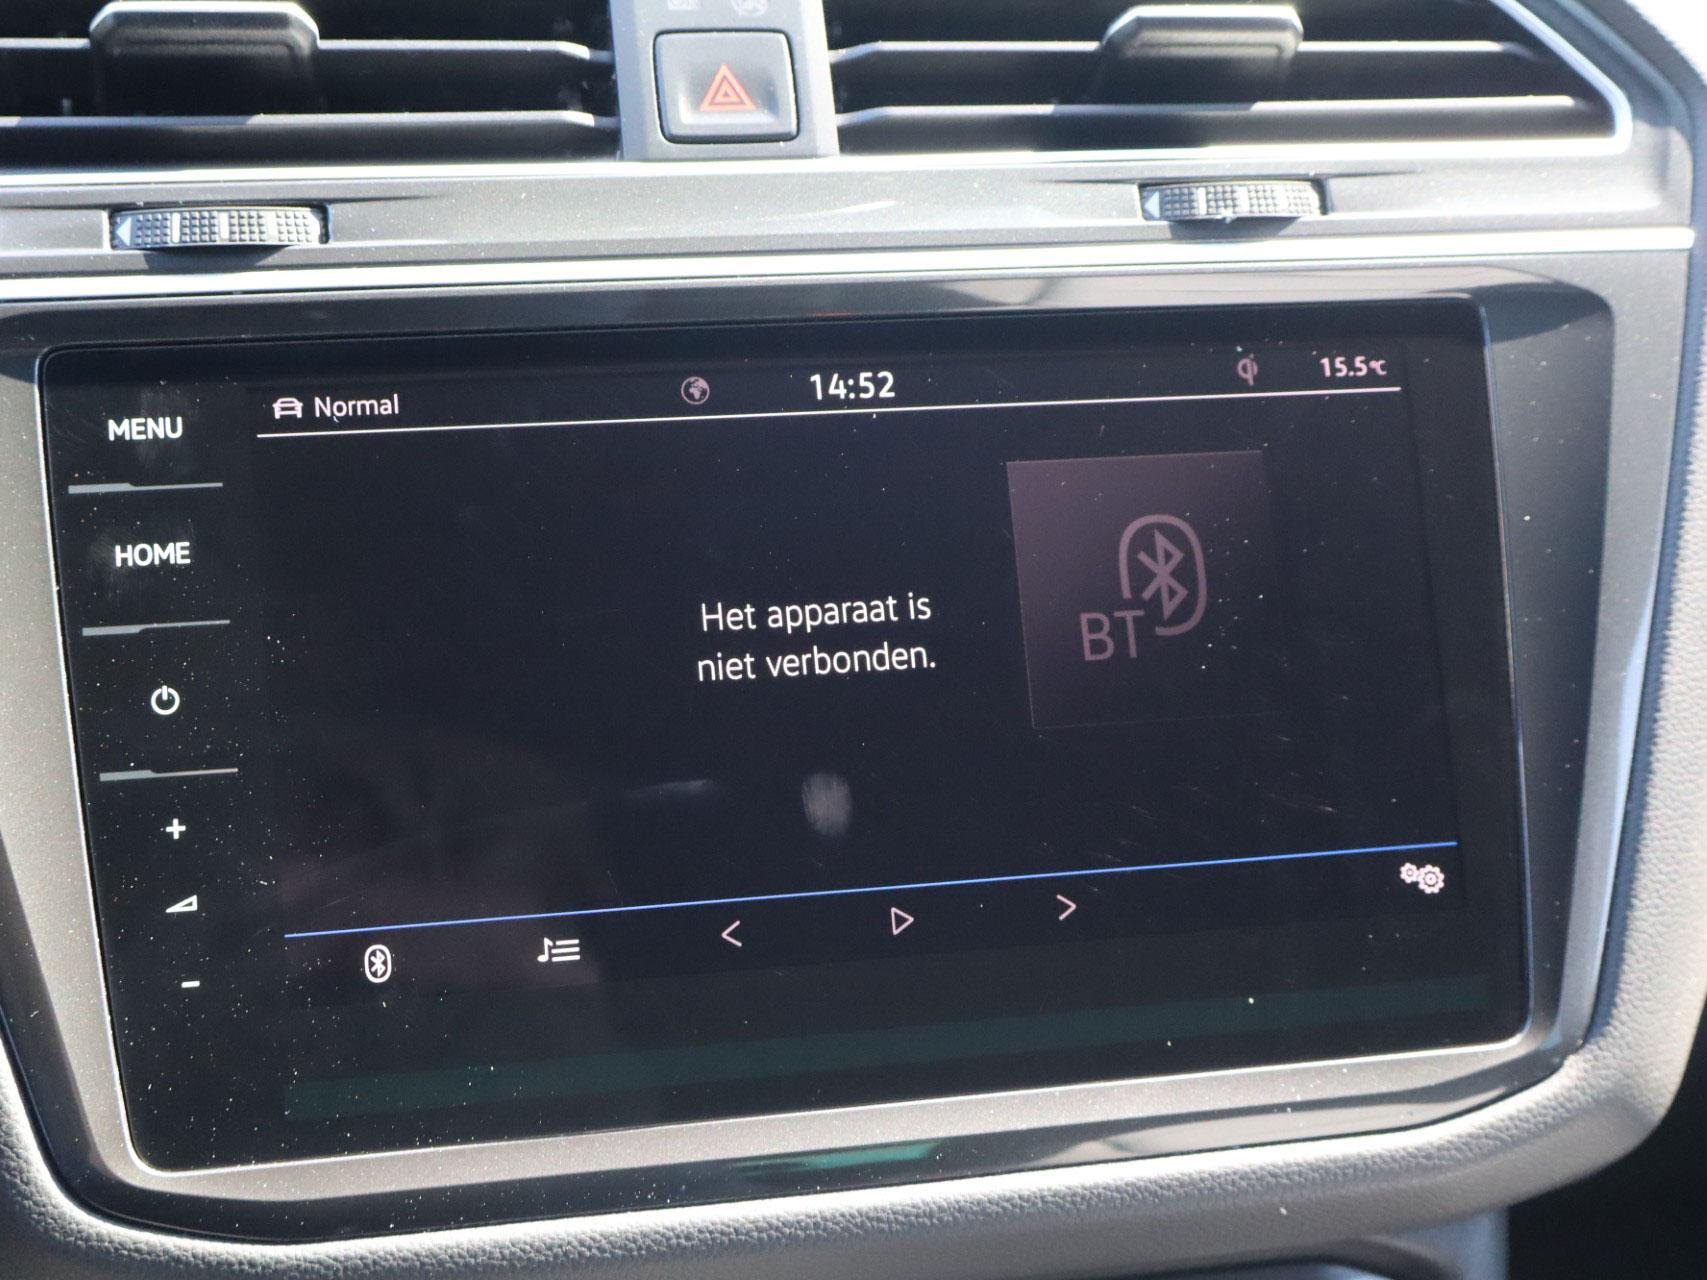 MENU
Normal
14:52
15.5°C
HOME
Het apparaat is
niet verbonden.
BT
+
-